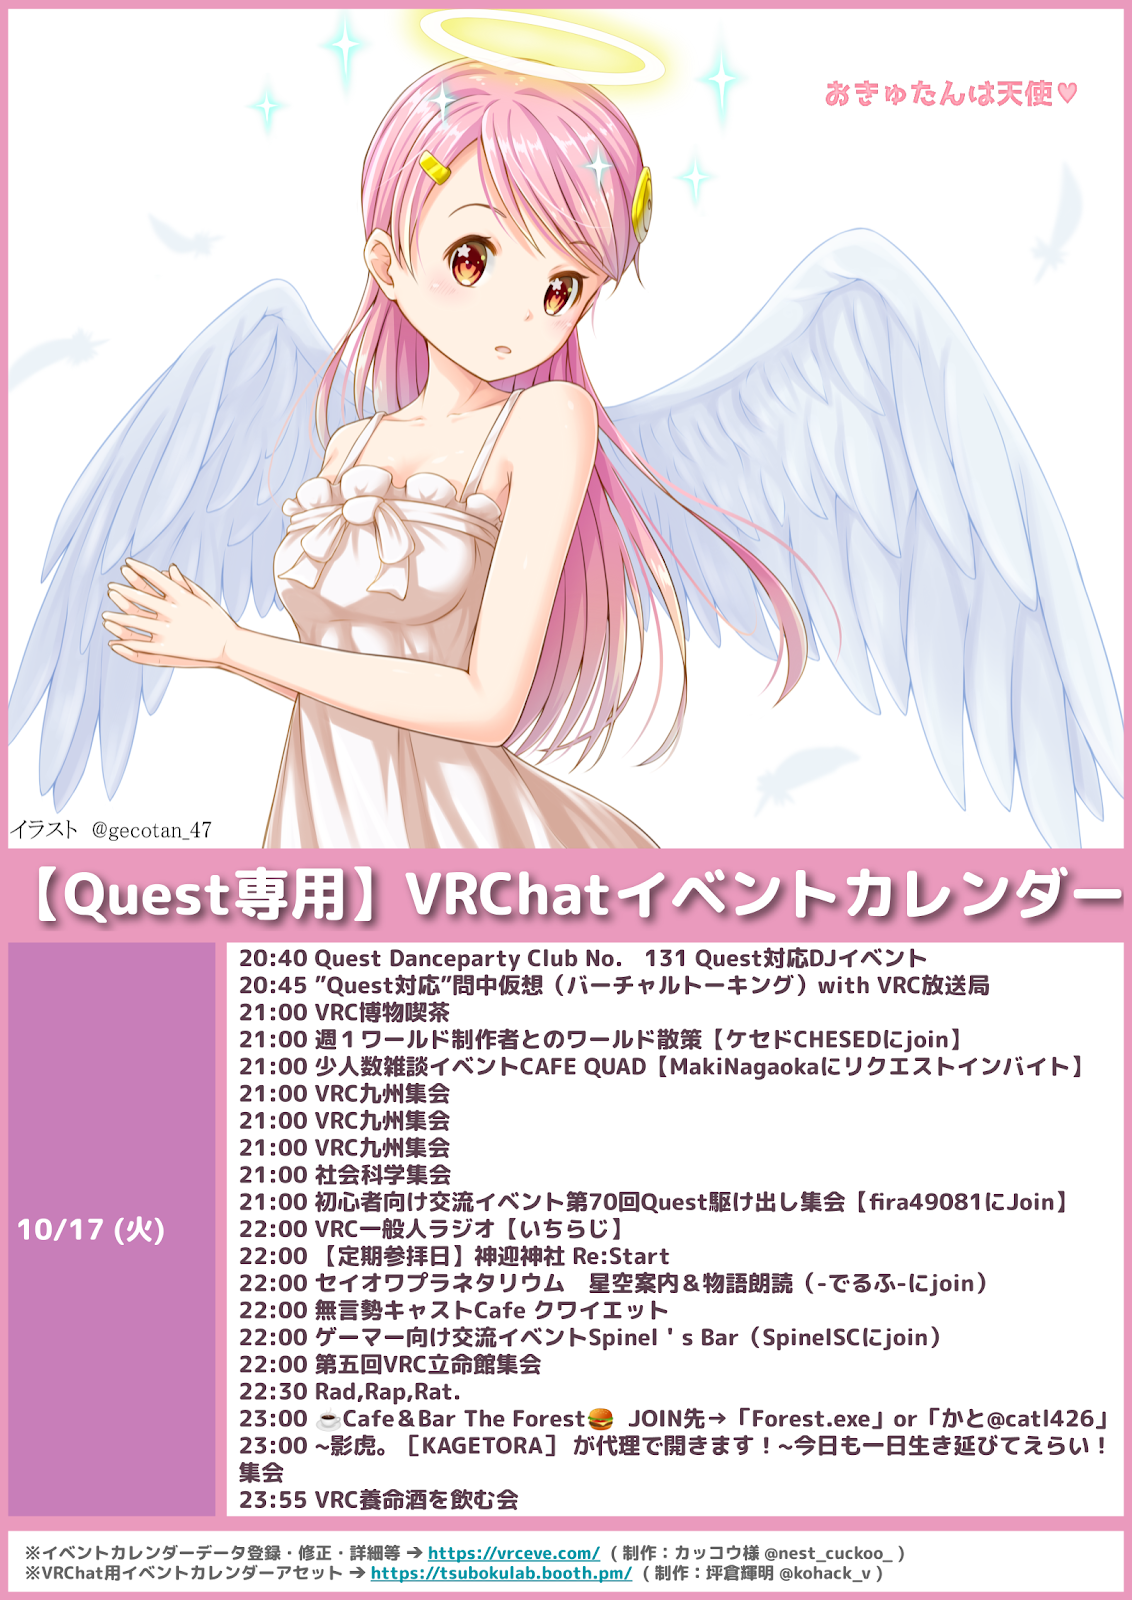 おきゅたんは天使♥
イラスト @gecotan_47
【Quest専用】VRChatイベントカレンダー
10/17 (火)
20:40 Quest Danceparty Club No. 131 Quest対応DJイベント
20:45 ”Quest対応”問中仮想（バーチャルトーキング）with VRC放送局
21:00 VRC博物喫茶
21:00 週１ワールド制作者とのワールド散策【ケセドCHESEDにjoin】
21:00 少人数雑談イベントCAFE QUAD【MakiNagaokaにリクエストインバイト】
21:00 VRC九州集会
21:00 VRC九州集会
21:00 VRC九州集会
21:00 社会科学集会
21:00 初心者向け交流イベント第70回Quest駆け出し集会【fira49081にJoin】
22:00 VRC一般人ラジオ【いちらじ】
22:00 【定期参拝日】神迎神社 Re:Start
22:00 セイオワプラネタリウム　星空案内＆物語朗読（-でるふ-にjoin）
22:00 無言勢キャストCafe クワイエット
22:00 ゲーマー向け交流イベントSpinel＇s Bar（SpinelSCにjoin）
22:00 第五回VRC立命館集会
22:30 Rad,Rap,Rat.
23:00 ☕Cafe＆Bar The Forest🍔 JOIN先→「Forest.exe」or「かと@catl426」
23:00 ~影虎。［KAGETORA］ が代理で開きます！~今日も一日生き延びてえらい！
集会
23:55 VRC養命酒を飲む会
※イベントカレンダーデータ登録・修正・詳細等 ➔ https://vrceve.com/ ( 制作：カッコウ様 @nest_cuckoo_ )
※VRChat用イベントカレンダーアセット ➔ https://tsubokulab.booth.pm/ ( 制作：坪倉輝明 @kohack_v )